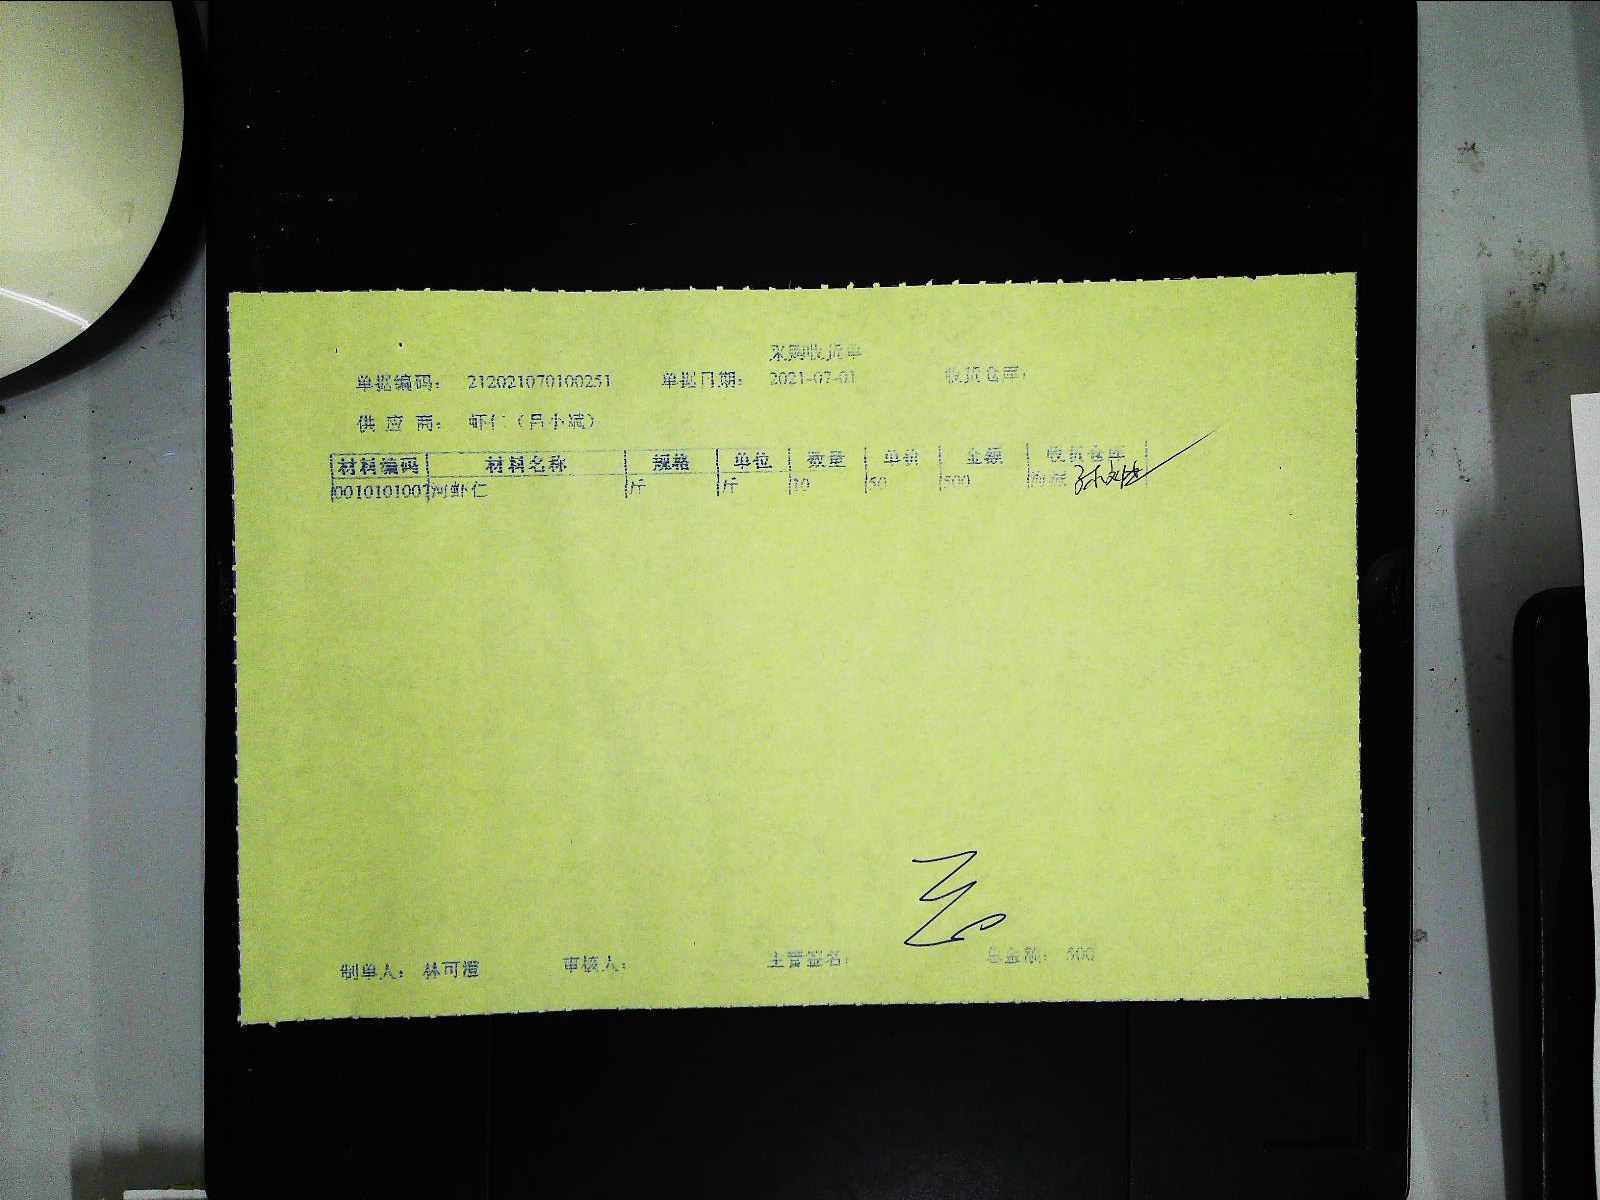 采购收货单
单据编码： 212021070100251 单据日期： 2021-07-01 收货仓库：
供 应 商： 虾仁（吕小斌）
材料编码 材料名称 规格 单位 数量 单价 金额 收货仓库
0010101007 河虾仁 斤 斤 10 50 500
制单人： 林可澄 审核人： 主管签名： 总金额： 500